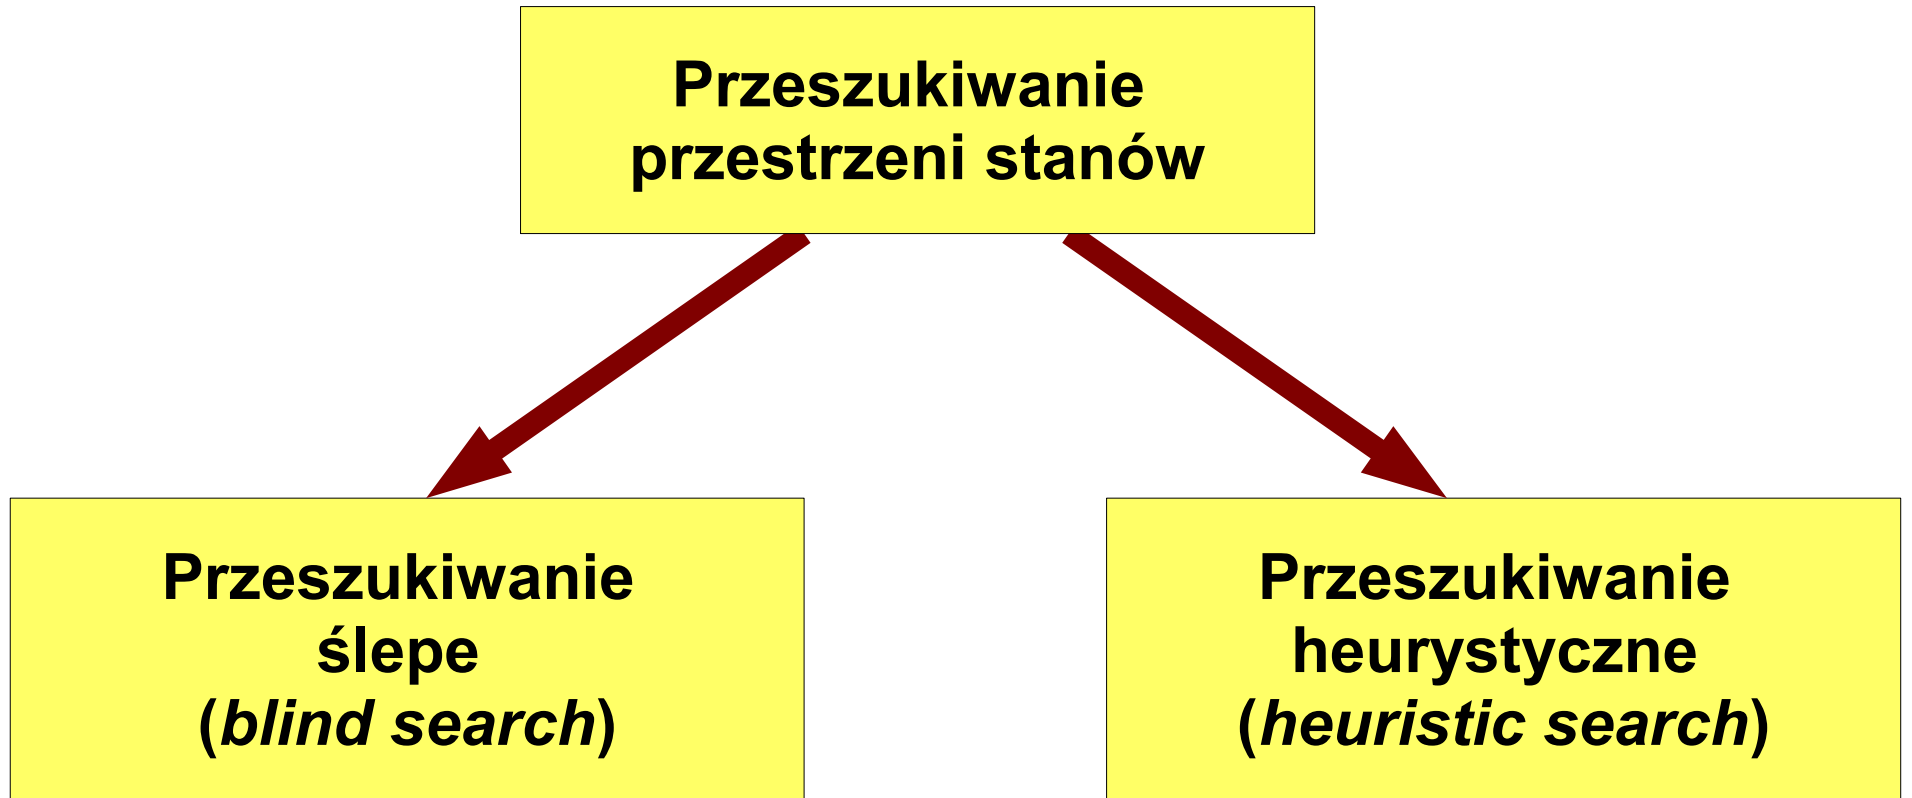 Przeszukiwanie
przestrzeni stanów
Przeszukiwanie
ślepe
(blind search)
Przeszukiwanie
heurystyczne
(heuristic search)